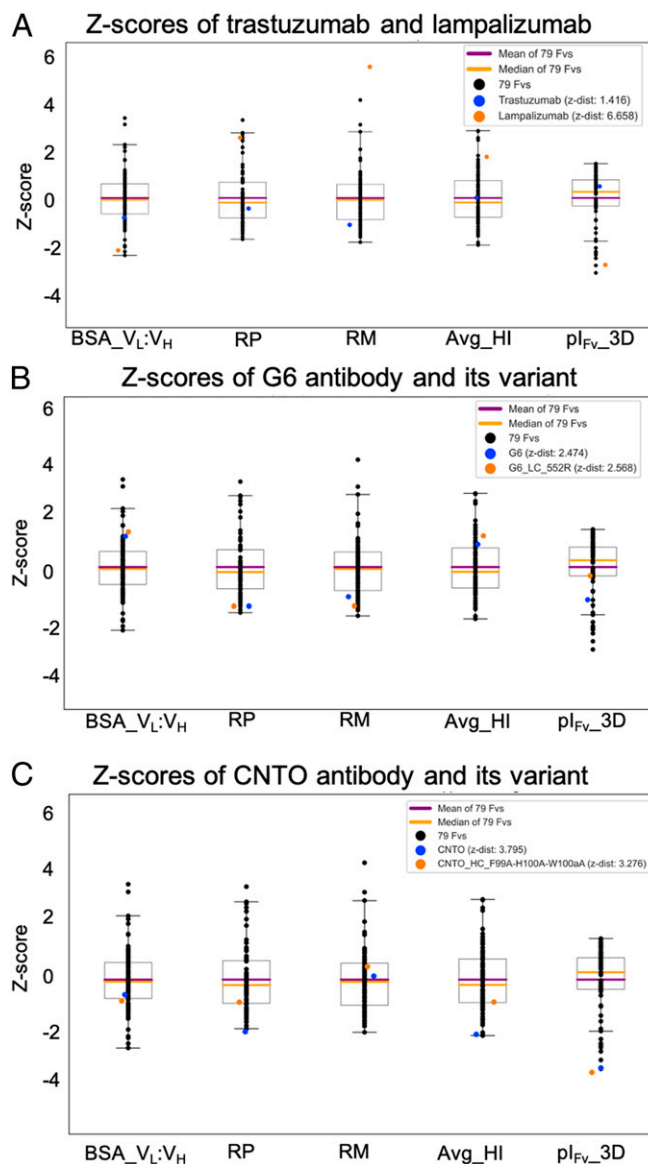 A
Z-scores of trastuzumab and lampalizumab
Mean of 79 Fvs
Median of 79 Fvs
79 Fvs
Trastuzumab (z-dist: 1.416)
Lampalizumab (z-dist: 6.658)
Z-score
6
4
2
0
-2
-4
BSA_VL:VH RP RM Avg_HI pIFv_3D
B
Z-scores of G6 antibody and its variant
Mean of 79 Fvs
Median of 79 Fvs
79 Fvs
G6 (z-dist: 2.474)
G6_LC_552R (z-dist: 2.568)
Z-score
6
4
2
0
-2
-4
BSA_VL:VH RP RM Avg_HI pIFv_3D
C
Z-scores of CNTO antibody and its variant
Mean of 79 Fvs
Median of 79 Fvs
79 Fvs
CNTO (z-dist: 3.795)
CNTO_HC_F99A-H100A-W100aA (z-dist: 3.276)
Z-score
6
4
2
0
-2
-4
BSA_VL:VH RP RM Avg_HI pIFv_3D